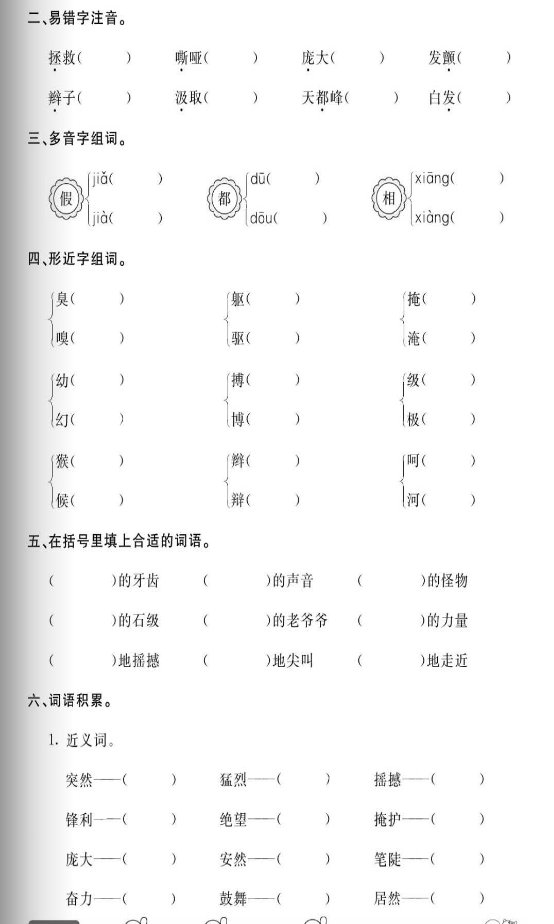 二、易错字注音。
拯救( ) 嘶哑( ) 庞大( ) 发颤( )
辫子( ) 汲取( ) 天都峰( ) 白发( )
三、多音字组词。
假 jiǎ( ) jià( ) 都 dū( ) dōu( ) 相 xiāng( ) xiàng( )
四、形近字组词。
臭( ) 躯( ) 掩( )
嗅( ) 驱( ) 淹( )
幼( ) 搏( ) 级( )
幻( ) 博( ) 极( )
猴( ) 辫( ) 呵( )
候( ) 辩( ) 河( )
五、在括号里填上合适的词语。
( )的牙齿 ( )的声音 ( )的怪物
( )的石级 ( )的老爷爷 ( )的力量
( )地摇撼 ( )地尖叫 ( )地走近
六、词语积累。
1. 近义词。
突然——( ) 猛烈——( ) 摇撼——( )
锋利——( ) 绝望——( ) 掩护——( )
庞大——( ) 安然——( ) 笔陡——( )
奋力——( ) 鼓舞——( ) 居然——( )